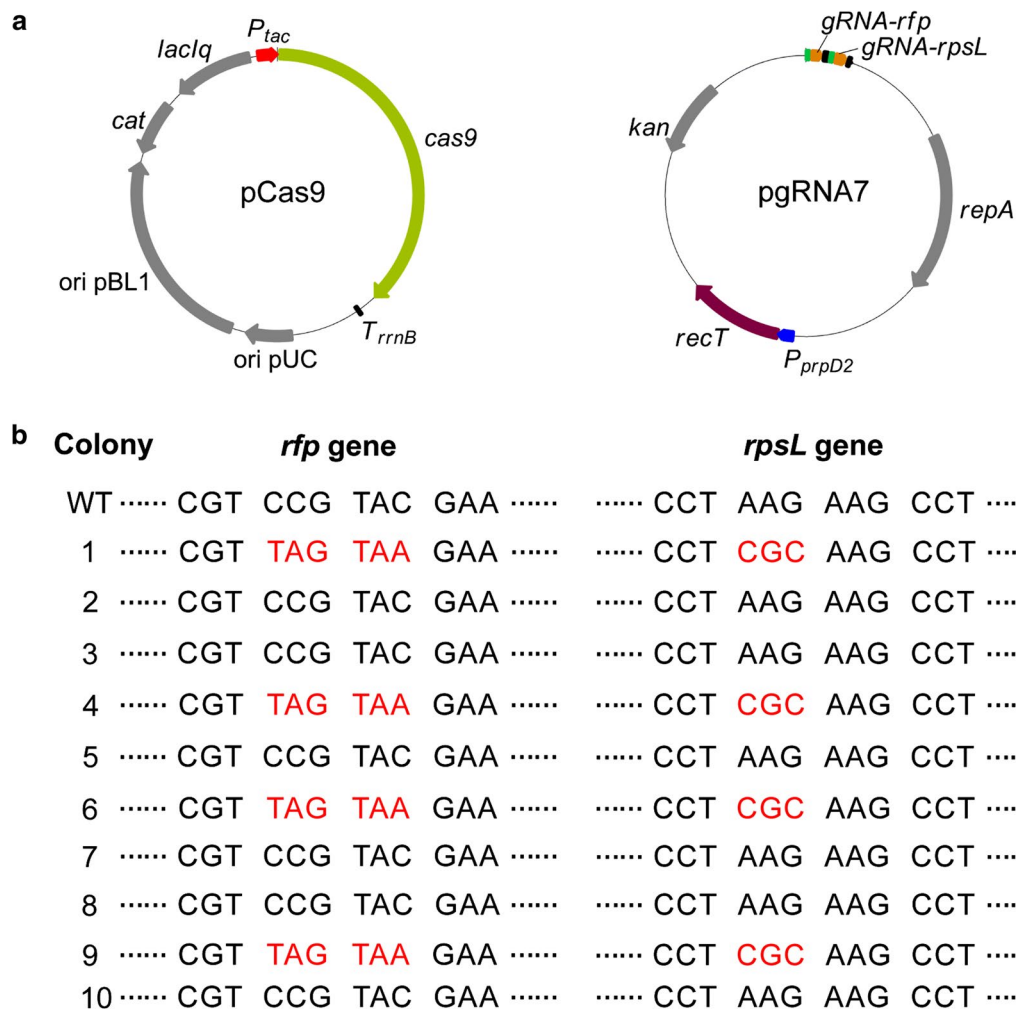 a
P_tac
lacIq
cat
cas9
pCas9
ori pBL1
T_rrnB
ori pUC
gRNA-rfp
gRNA-rpsL
kan
pgRNA7
repA
recT
P_prpD2
b
Colony rfp gene rpsL gene
WT ······ CGT CCG TAC GAA ······ ······ CCT AAG AAG CCT ····
1 ······ CGT TAG TAA GAA ······ ······ CCT CGC AAG CCT ····
2 ······ CGT CCG TAC GAA ······ ······ CCT AAG AAG CCT ····
3 ······ CGT CCG TAC GAA ······ ······ CCT AAG AAG CCT ····
4 ······ CGT TAG TAA GAA ······ ······ CCT CGC AAG CCT ····
5 ······ CGT CCG TAC GAA ······ ······ CCT AAG AAG CCT ····
6 ······ CGT TAG TAA GAA ······ ······ CCT CGC AAG CCT ····
7 ······ CGT CCG TAC GAA ······ ······ CCT AAG AAG CCT ····
8 ······ CGT CCG TAC GAA ······ ······ CCT AAG AAG CCT ····
9 ······ CGT TAG TAA GAA ······ ······ CCT CGC AAG CCT ····
10 ······ CGT CCG TAC GAA ······ ······ CCT AAG AAG CCT ····